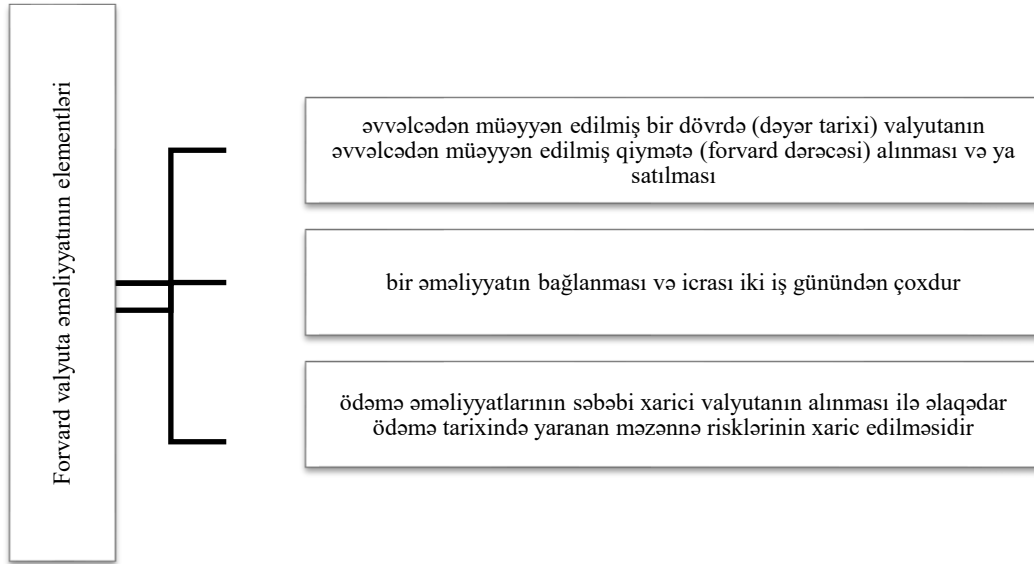 Forvard valyuta əməliyyatının elementləri
əvvəlcədən müəyyən edilmiş bir dövrdə (dəyər tarixi) valyutanın
əvvəlcədən müəyyən edilmiş qiymətə (forvard dərəcəsi) alınması və ya
satılması
bir əməliyyatın bağlanması və icrası iki iş günündən çoxdur
ödəmə əməliyyatlarının səbəbi xarici valyutanın alınması ilə əlaqədar
ödəmə tarixində yaranan məzənnə risklərinin xaric edilməsidir